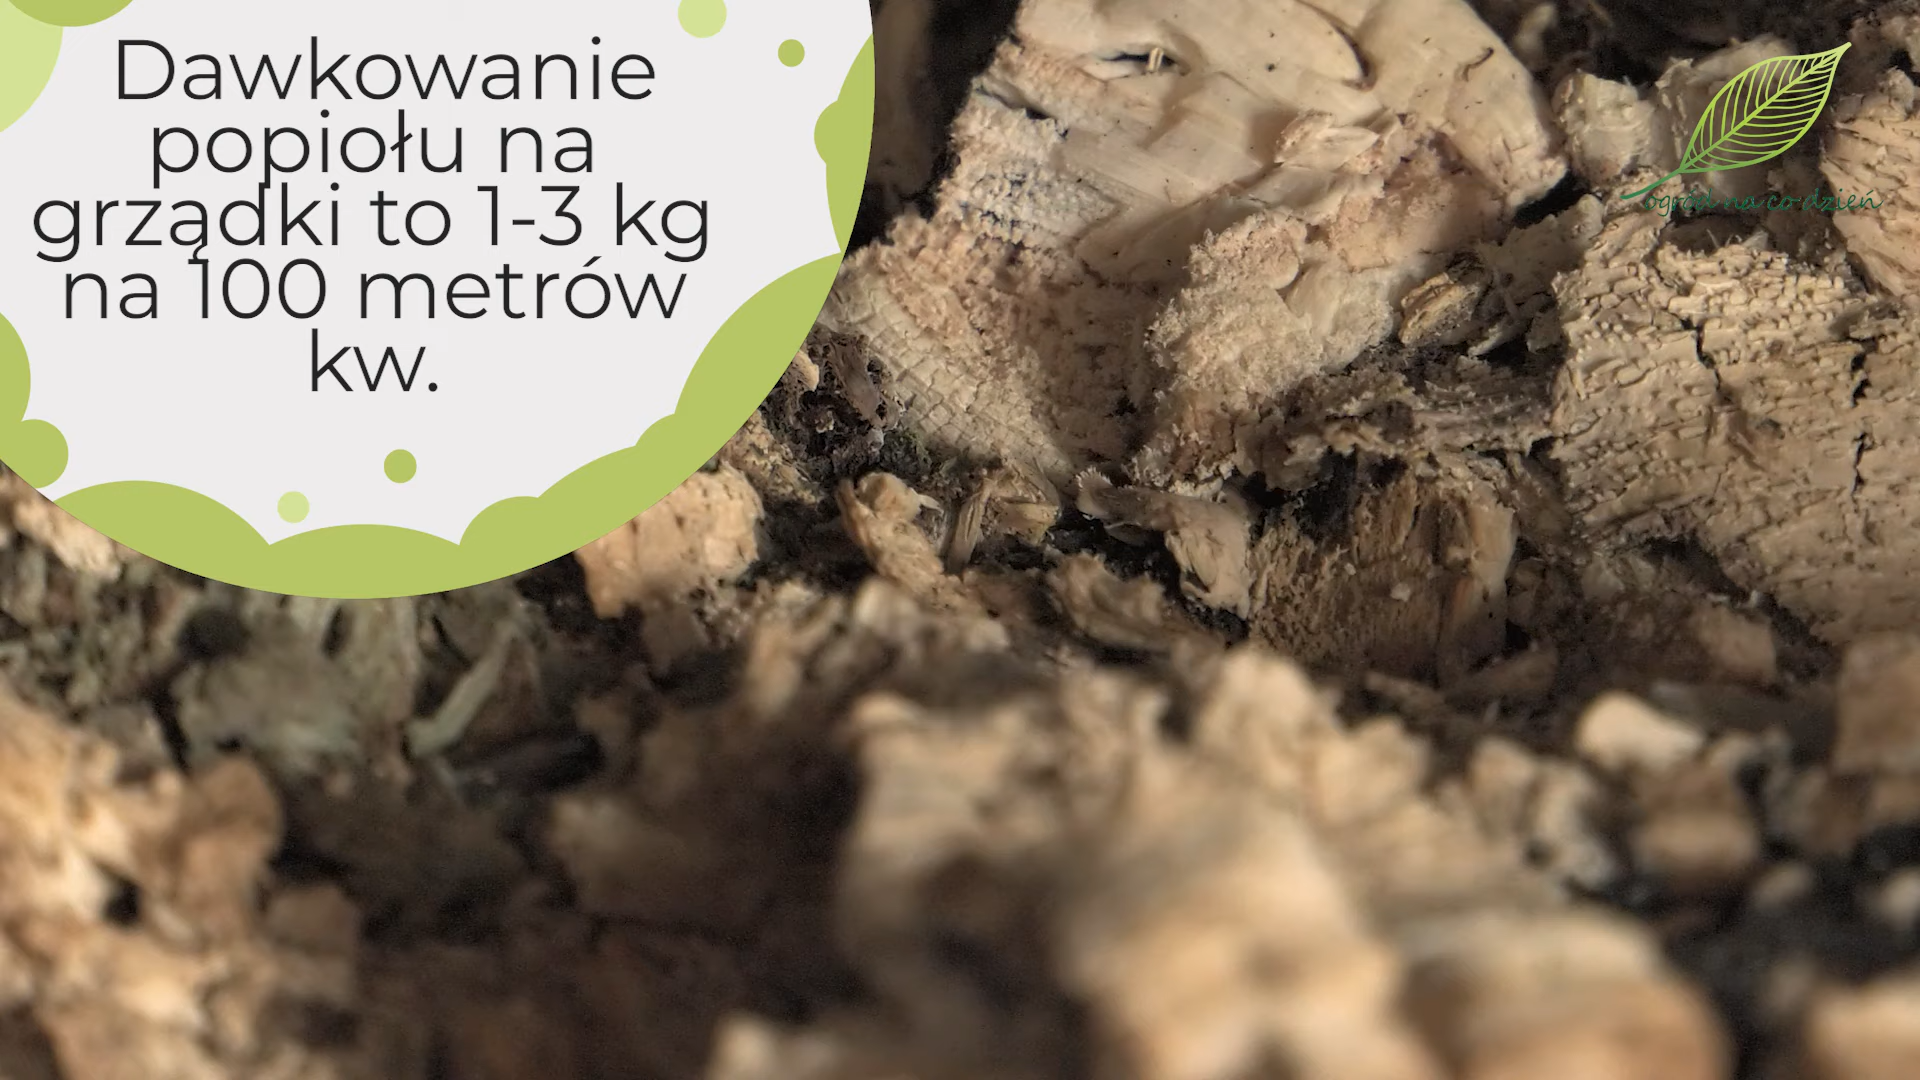 Dawkowanie
popiołu na
grządki to 1-3 kg
na 100 metrów
kw.
ogród na co dzień